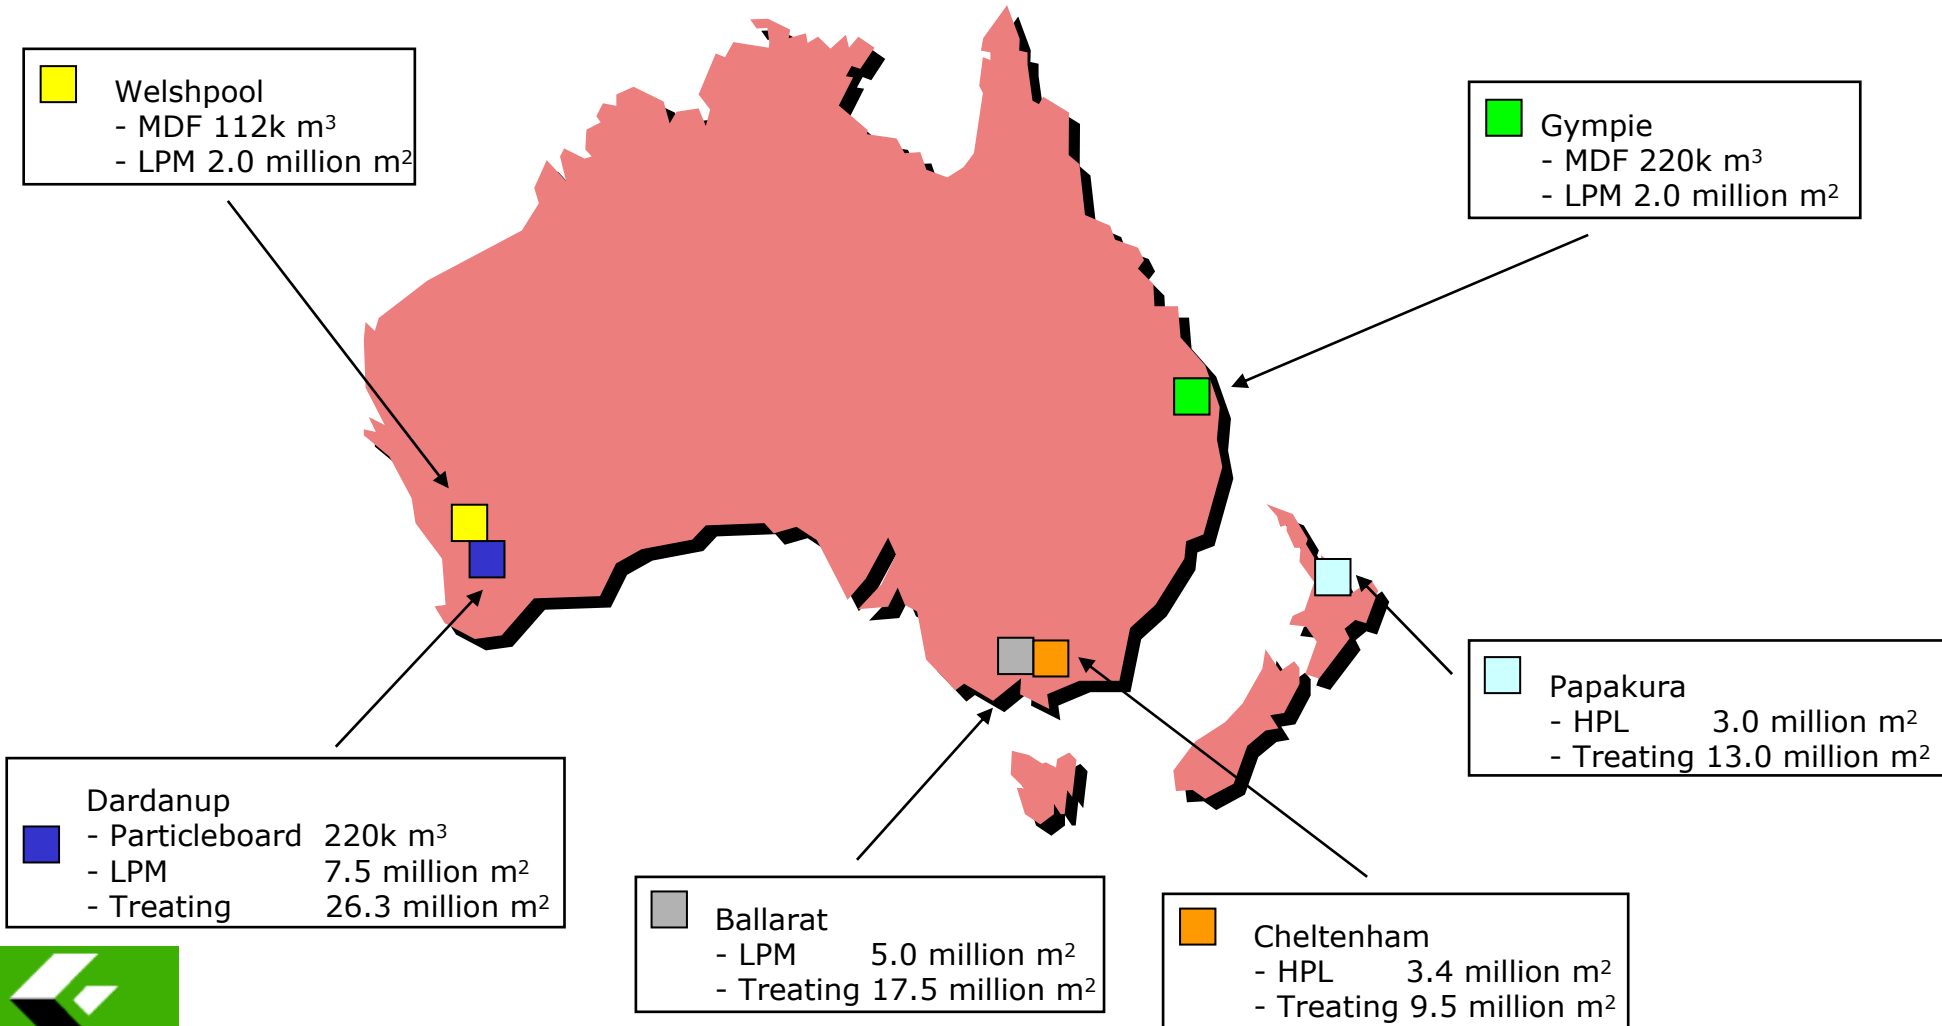 Welshpool
- MDF 112k m³
- LPM 2.0 million m²
Gympie
- MDF 220k m³
- LPM 2.0 million m²
Papakura
- HPL 3.0 million m²
- Treating 13.0 million m²
Dardanup
- Particleboard 220k m³
- LPM 7.5 million m²
- Treating 26.3 million m²
Ballarat
- LPM 5.0 million m²
- Treating 17.5 million m²
Cheltenham
- HPL 3.4 million m²
- Treating 9.5 million m²